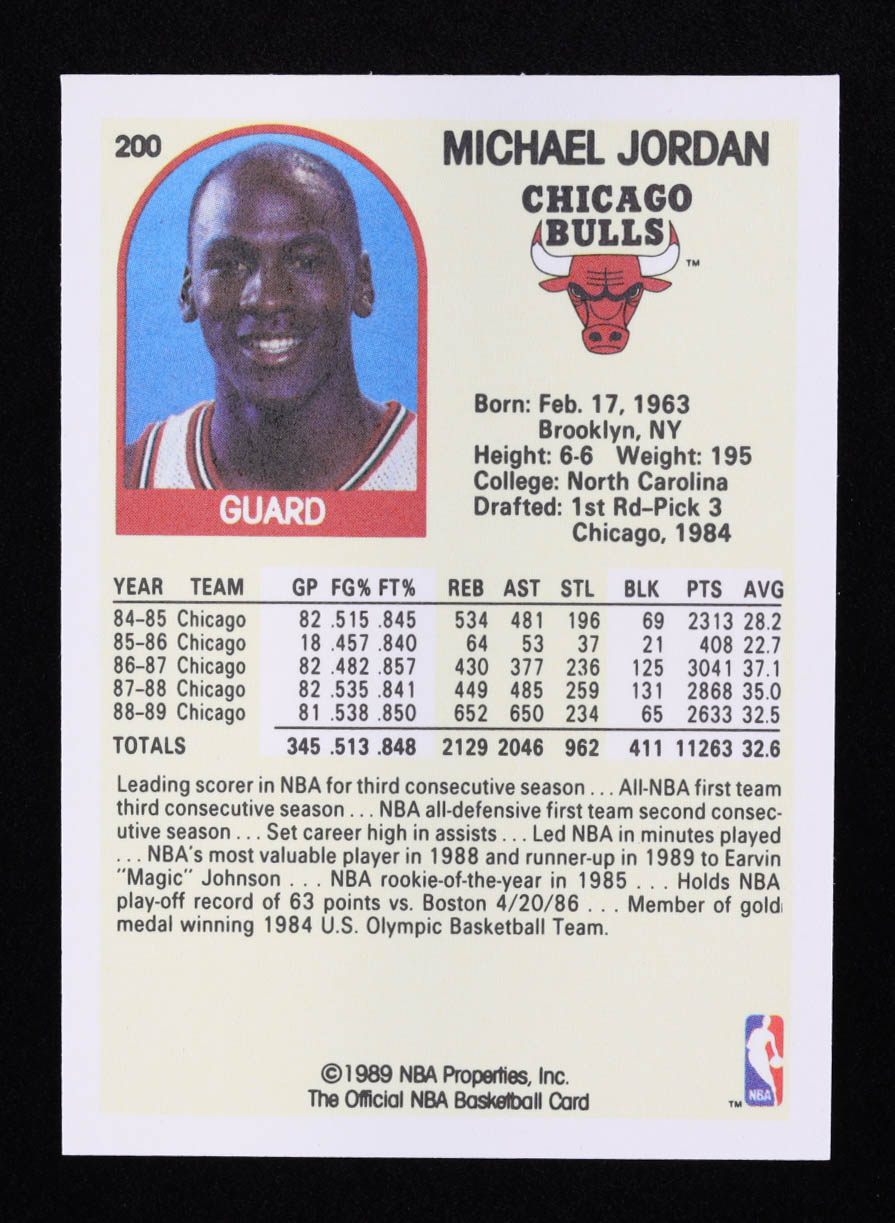 200
MICHAEL JORDAN
CHICAGO
BULLS
TM
Born: Feb. 17, 1963
Brooklyn, NY
Height: 6-6 Weight: 195
College: North Carolina
Drafted: 1st Rd–Pick 3
Chicago, 1984
GUARD
YEAR TEAM GP FG% FT% REB AST STL BLK PTS AVG
84–85 Chicago 82 .515 .845 534 481 196 69 2313 28.2
85–86 Chicago 18 .457 .840 64 53 37 21 408 22.7
86–87 Chicago 82 .482 .857 430 377 236 125 3041 37.1
87–88 Chicago 82 .535 .841 449 485 259 131 2868 35.0
88–89 Chicago 81 .538 .850 652 650 234 65 2633 32.5
TOTALS 345 .513 .848 2129 2046 962 411 11263 32.6
Leading scorer in NBA for third consecutive season . . . All-NBA first team
third consecutive season . . . NBA all-defensive first team second consec-
utive season . . . Set career high in assists . . . Led NBA in minutes played
. . . NBA's most valuable player in 1988 and runner-up in 1989 to Earvin
"Magic" Johnson . . . NBA rookie-of-the-year in 1985 . . . Holds NBA
play-off record of 63 points vs. Boston 4/20/86 . . . Member of gold
medal winning 1984 U.S. Olympic Basketball Team.
©1989 NBA Properties, Inc.
The Official NBA Basketball Card
TM
NBA